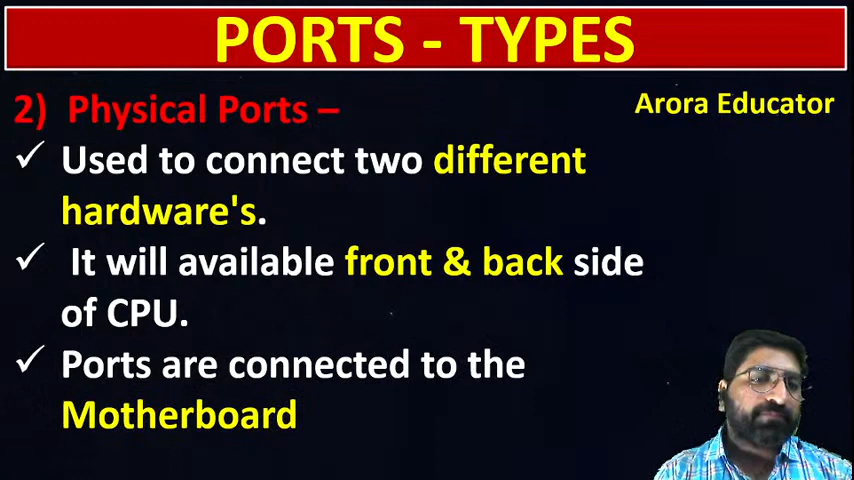 PORTS - TYPES
2) Physical Ports –
Arora Educator
✓ Used to connect two different
hardware's.
✓ It will available front & back side
of CPU.
✓ Ports are connected to the
Motherboard